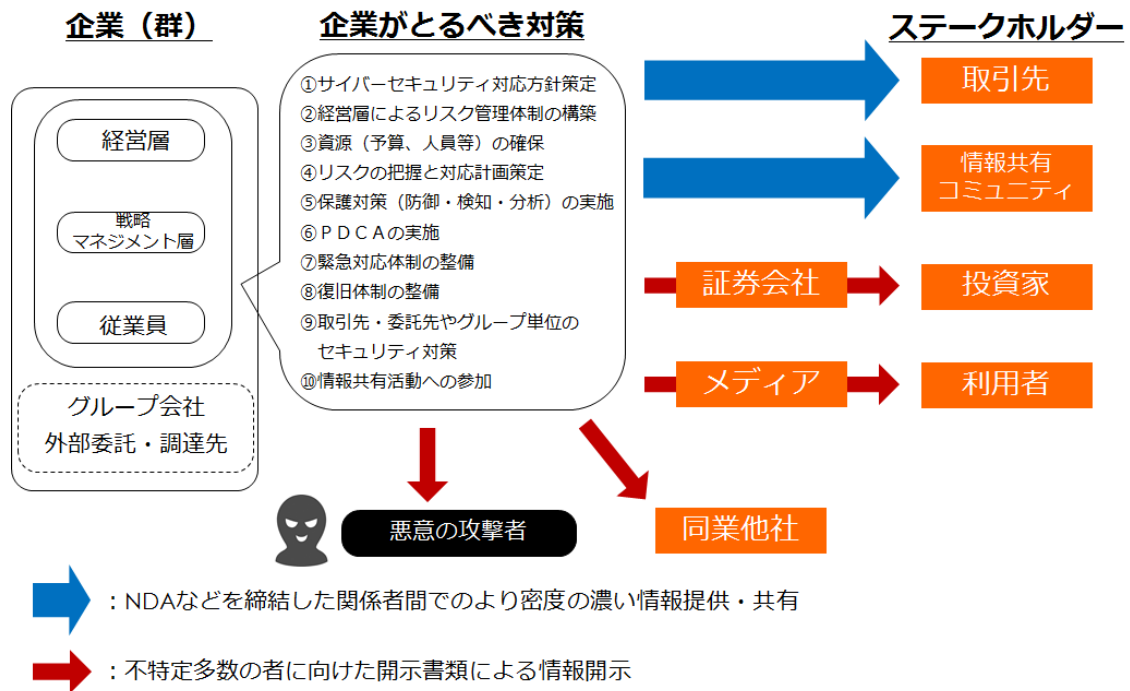 企業（群）
企業がとるべき対策
ステークホルダー
経営層
戦略
マネジメント層
従業員
グループ会社
外部委託・調達先
①サイバーセキュリティ対応方針策定
②経営層によるリスク管理体制の構築
③資源（予算、人員等）の確保
④リスクの把握と対応計画策定
⑤保護対策（防御・検知・分析）の実施
⑥ＰＤＣＡの実施
⑦緊急対応体制の整備
⑧復旧体制の整備
⑨取引先・委託先やグループ単位の
セキュリティ対策
⑩情報共有活動への参加
取引先
情報共有
コミュニティ
証券会社
投資家
メディア
利用者
悪意の攻撃者
同業他社
：NDAなどを締結した関係者間でのより密度の濃い情報提供・共有
：不特定多数の者に向けた開示書類による情報開示